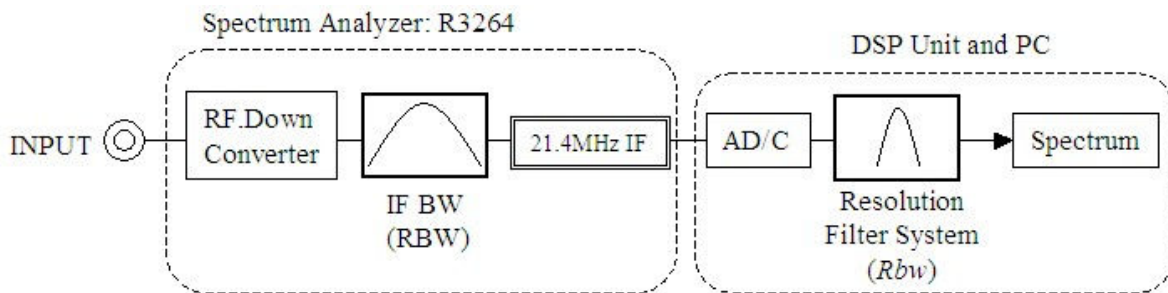 Spectrum Analyzer: R3264
DSP Unit and PC
INPUT
RF.Down
Converter
21.4MHz IF
AD/C
Spectrum
IF BW
(RBW)
Resolution
Filter System
(Rbw)